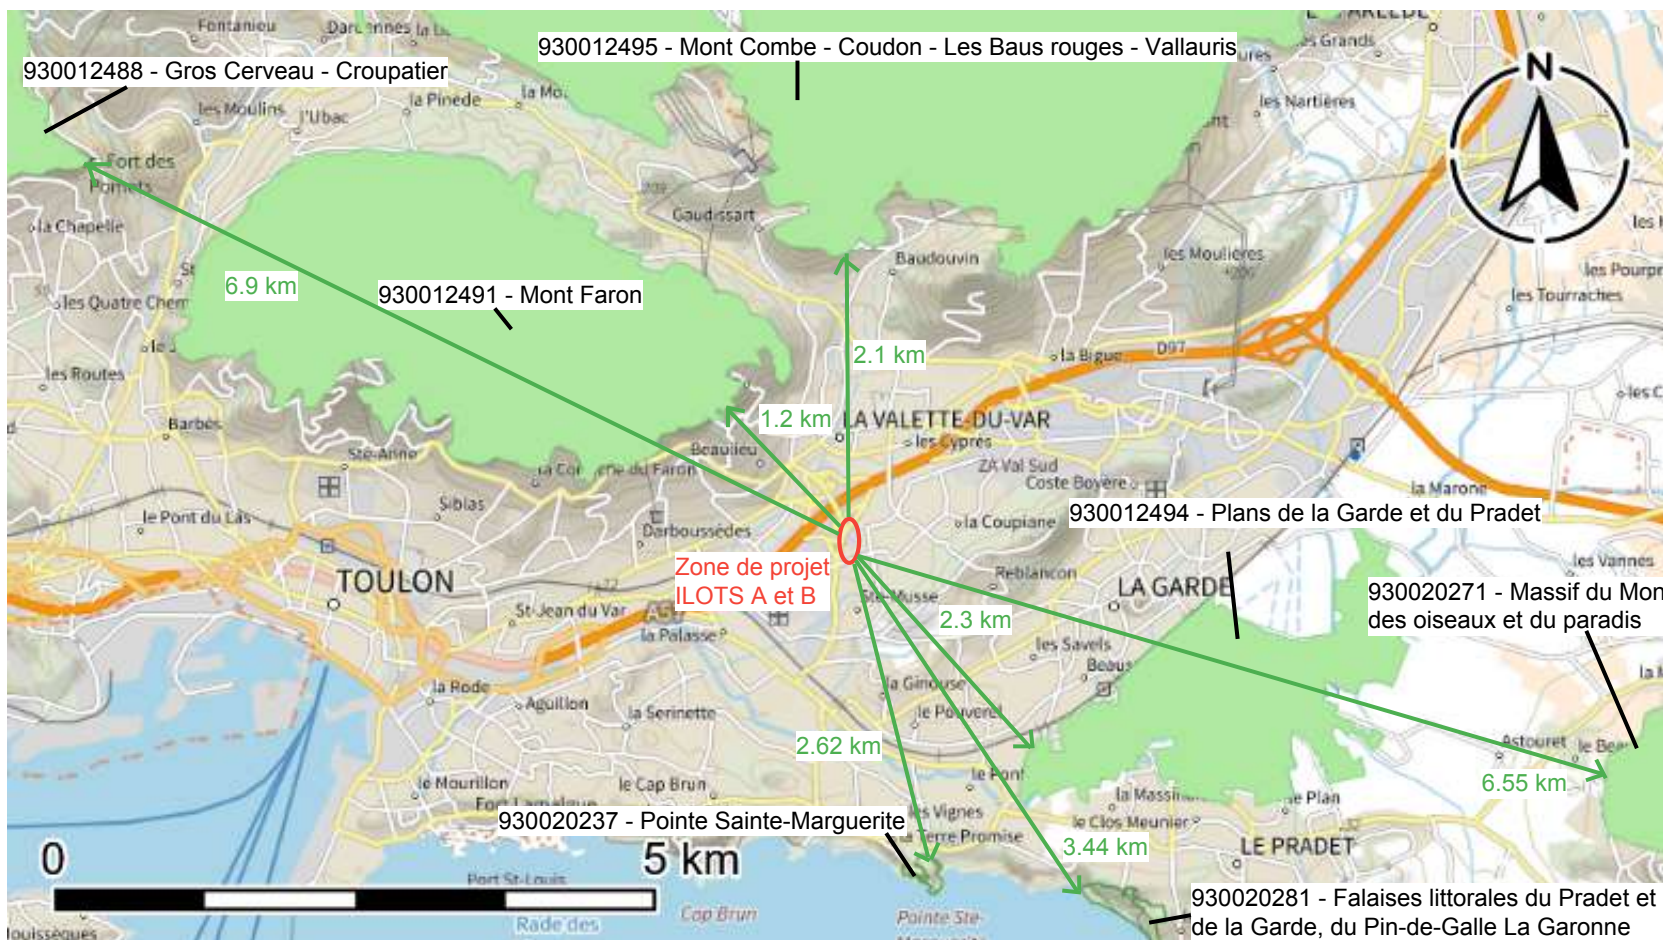 Fontanieu
les Grands
930012495 - Mont Combe - Coudon - Les Baus rouges - Vallauris
930012488 - Gros Cerveau - Croupatier
N
les Moulins
la Pinède
l'Ubac
les Nartières
Fort des
Pomets
la Chapelle
Gaudissart
Baudouvin
les Moulières
les Tourraches
6.9 km
930012491 - Mont Faron
les Quatre Chem
2.1 km
la Bigue
D97
les Routes
1.2 km
LA VALETTE-DU-VAR
Barbès
les Cyprès
Beaulieu
Ste-Anne
ZA Val Sud
Coste Boyère
la Marone
Siblas
le Pont du Las
Darboussèdes
la Coupiane
930012494 - Plans de la Garde et du Pradet
les Vannes
Zone de projet
ILOTS A et B
TOULON
Reblancon
LA GARDE
930020271 - Massif du Mon
des oiseaux et du paradis
St-Jean du Var
Ste-Musse
2.3 km
la Palasse
les Savels
Beaus
la Rode
la Ginouse
Aguillon
la Serinette
le Pouverel
2.62 km
Astouret
le Mourillon
le Cap Brun
le Pont
6.55 km
Fort Lamalgue
la Massi
le Plan
930020237 - Pointe Sainte-Marguerite
les Vignes
la Terre Promise
le Clos Meunier
3.44 km
LE PRADET
0
5 km
Port St-Louis
Rade des
Cap Brun
Pointe Ste-
930020281 - Falaises littorales du Pradet et
de la Garde, du Pin-de-Galle La Garonne